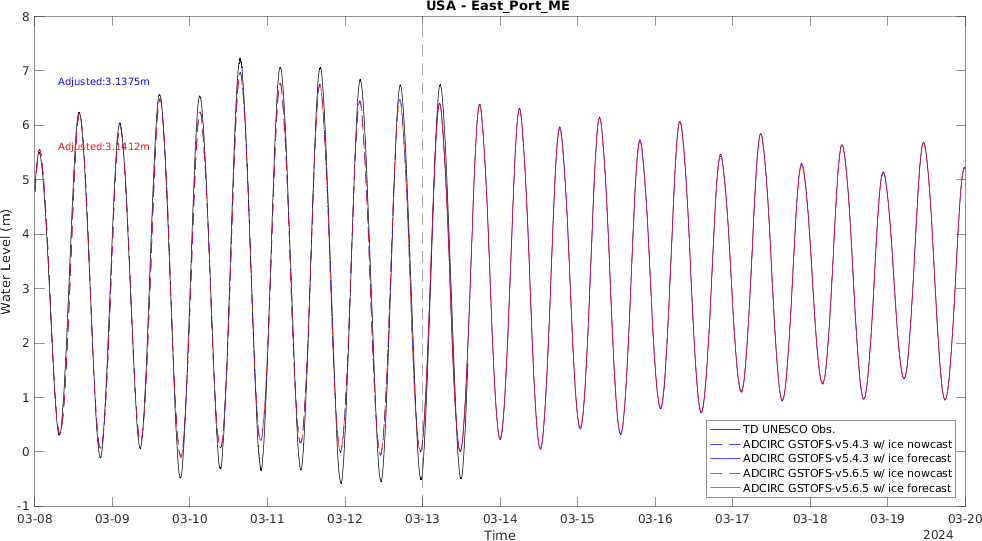 USA - East_Port_ME
8
7
6
5
4
3
2
1
0
-1
Water Level (m)
Adjusted:3.1375m
Adjusted:3.1412m
TD UNESCO Obs.
ADCIRC GSTOFS-v5.4.3 w/ ice nowcast
ADCIRC GSTOFS-v5.4.3 w/ ice forecast
ADCIRC GSTOFS-v5.6.5 w/ ice nowcast
ADCIRC GSTOFS-v5.6.5 w/ ice forecast
03-08 03-09 03-10 03-11 03-12 03-13 03-14 03-15 03-16 03-17 03-18 03-19 03-20
Time
2024